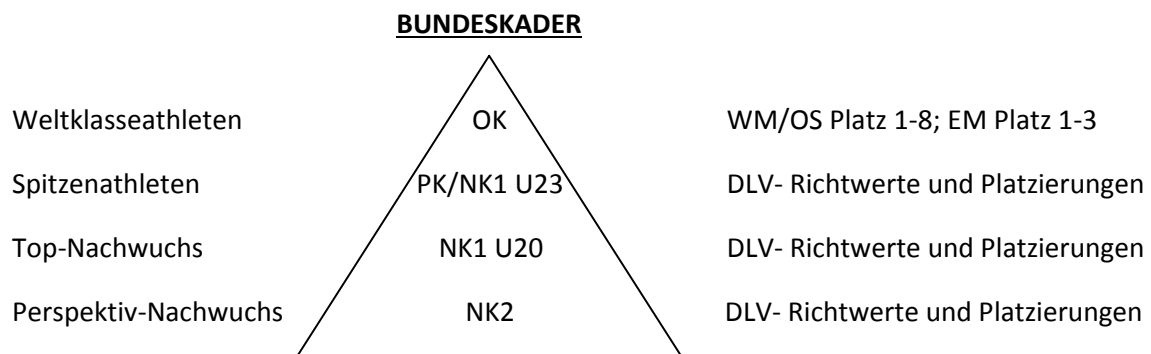 BUNDESKADER
Weltklasseathleten OK WM/OS Platz 1-8; EM Platz 1-3
Spitzenathleten PK/NK1 U23 DLV- Richtwerte und Platzierungen
Top-Nachwuchs NK1 U20 DLV- Richtwerte und Platzierungen
Perspektiv-Nachwuchs NK2 DLV- Richtwerte und Platzierungen